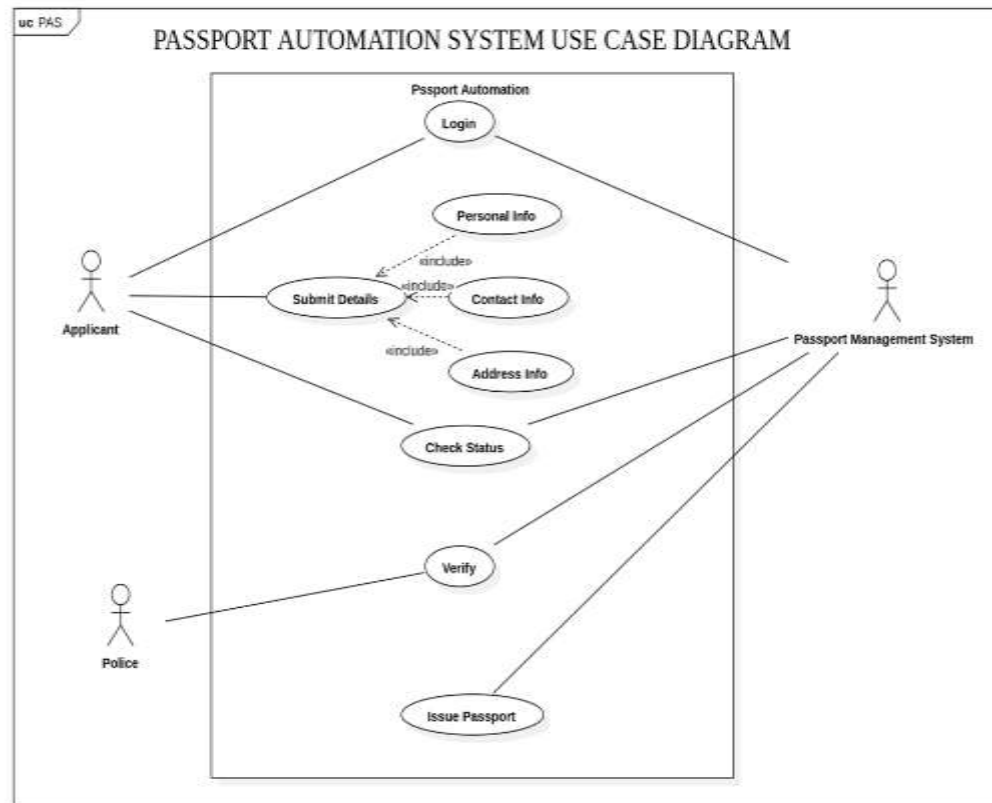 uc PAS
PASSPORT AUTOMATION SYSTEM USE CASE DIAGRAM
Pssport Automation
Login
Personal Info
«include»
«include»
Submit Details
Contact Info
Applicant
Passport Management System
«include»
Address Info
Check Status
Verify
Police
Issue Passport